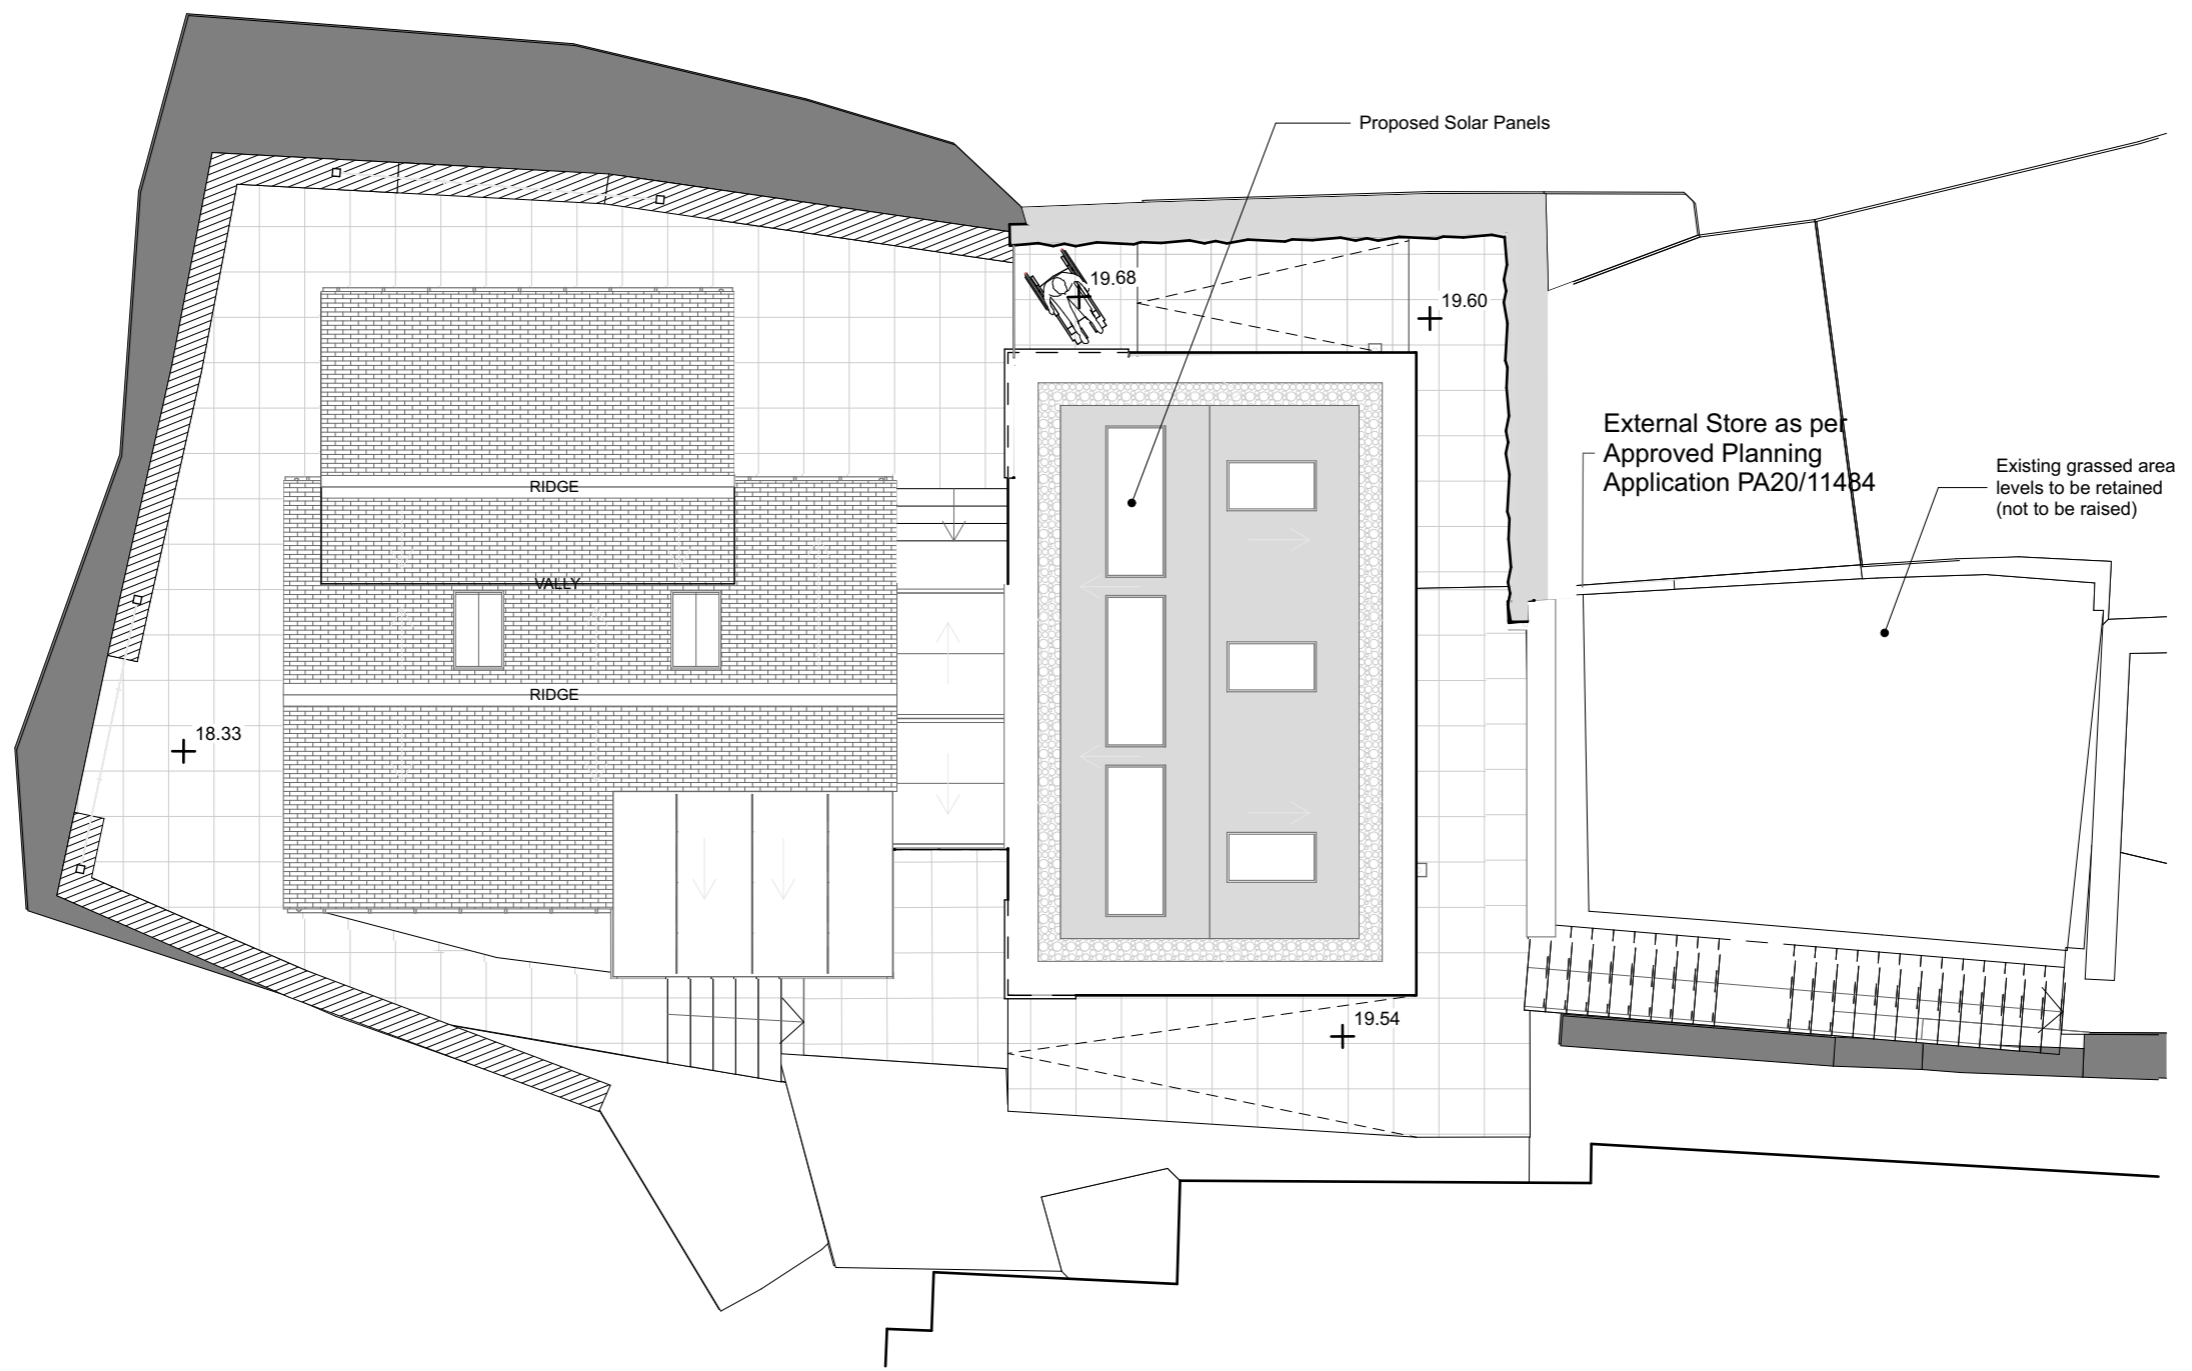 Proposed Solar Panels
19.68
19.60
External Store as per
Approved Planning
Application PA20/11484
Existing grassed area
levels to be retained
(not to be raised)
RIDGE
VALLY
RIDGE
18.33
19.54